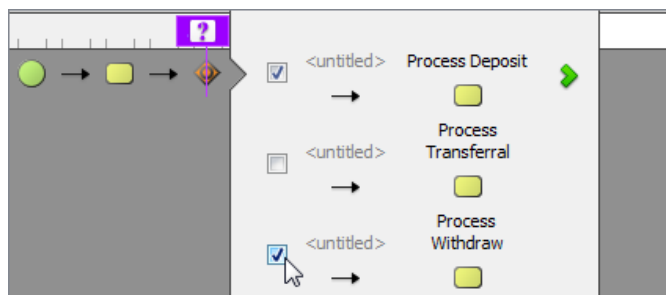 ?
<untitled> Process Deposit
Process
<untitled> Transferral
Process
<untitled> Withdraw